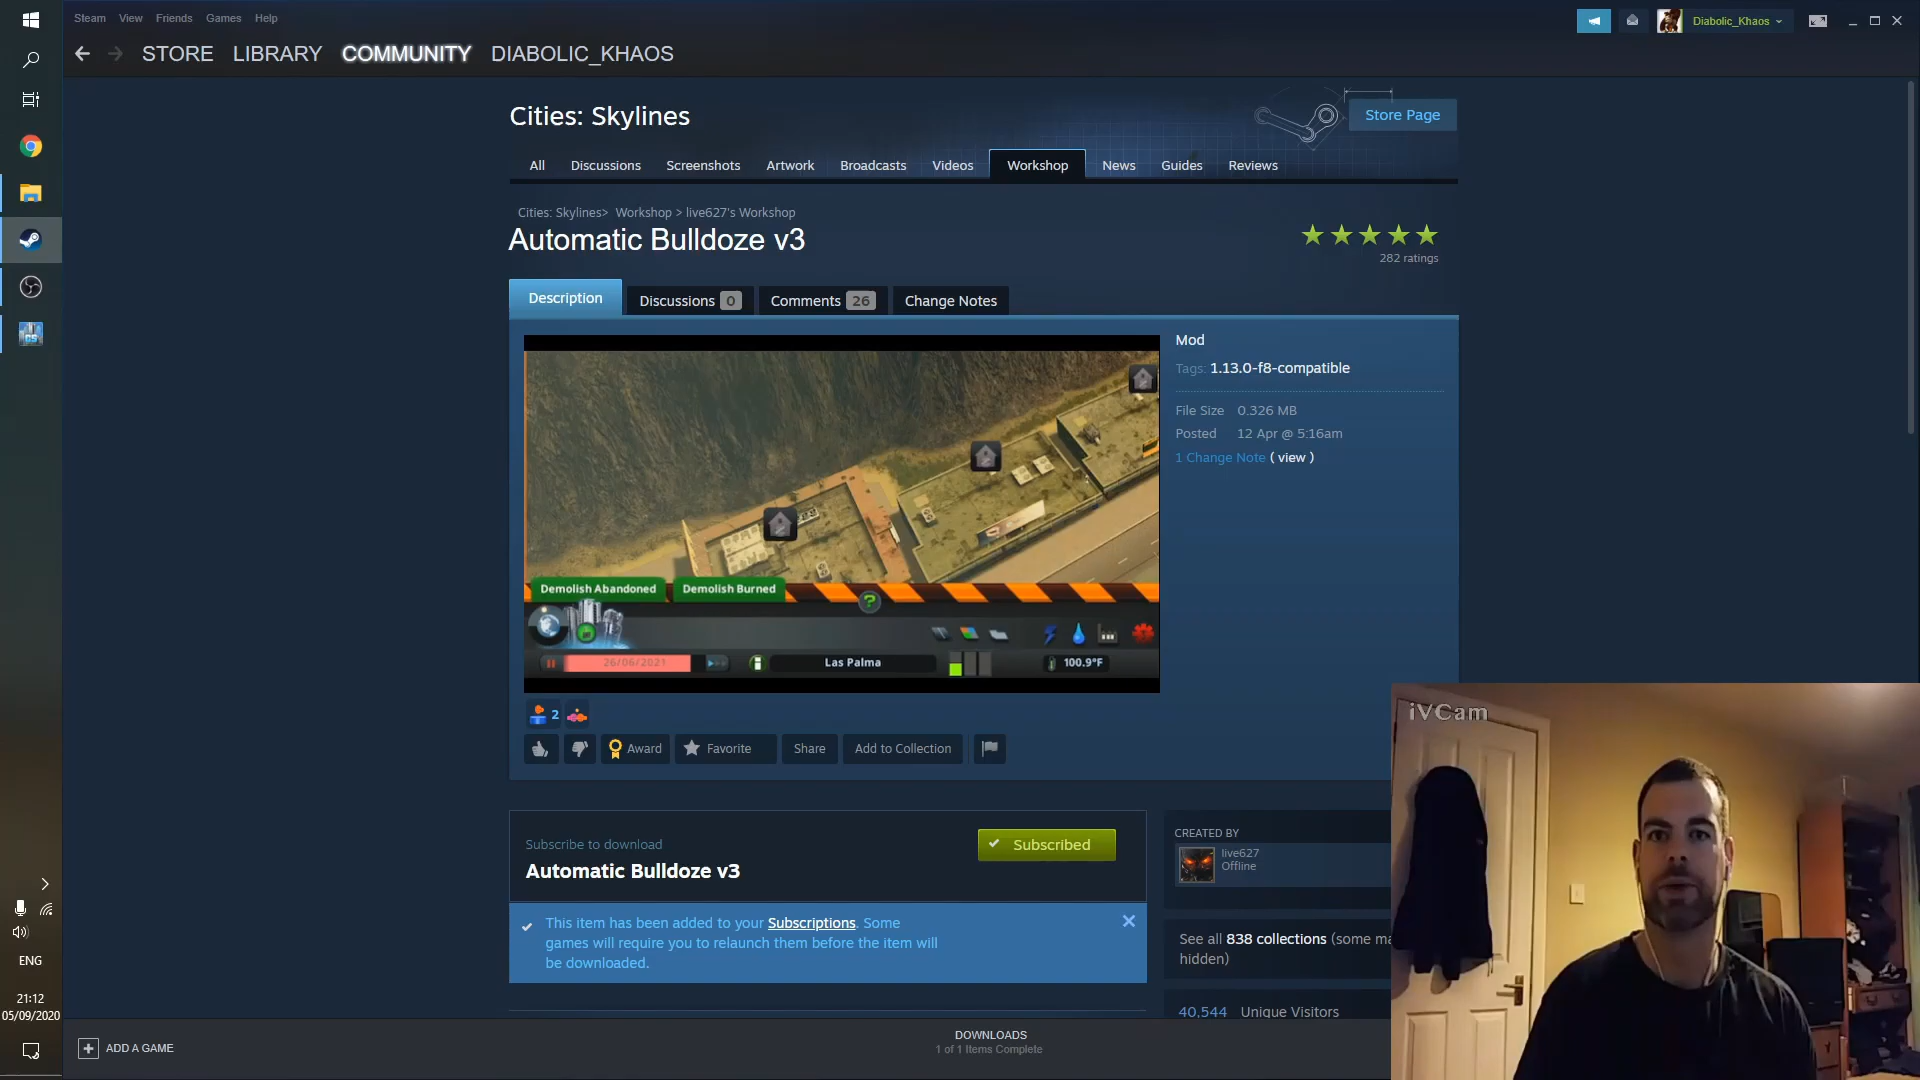 Steam View Friends Games Help
Diabolic_Khaos
STORE LIBRARY COMMUNITY DIABOLIC_KHAOS
Cities: Skylines
Store Page
All Discussions Screenshots Artwork Broadcasts Videos Workshop News Guides Reviews
Cities: Skylines> Workshop > live627's Workshop
Automatic Bulldoze v3
282 ratings
Description Discussions 0 Comments 26 Change Notes
Mod
Tags: 1.13.0-f8-compatible
File Size 0.326 MB
Posted 12 Apr @ 5:16am
1 Change Note ( view )
Demolish Abandoned Demolish Burned
?
26/06/2021 Las Palma 100.9°F
2
Award Favorite Share Add to Collection
iVCam
Subscribe to download
Automatic Bulldoze v3
Subscribed
CREATED BY
live627
Offline
This item has been added to your Subscriptions. Some
games will require you to relaunch them before the item will
be downloaded.
See all 838 collections (some ma
hidden)
40,544 Unique Visitors
ENG
21:12
05/09/2020
ADD A GAME
DOWNLOADS
1 of 1 Items Complete